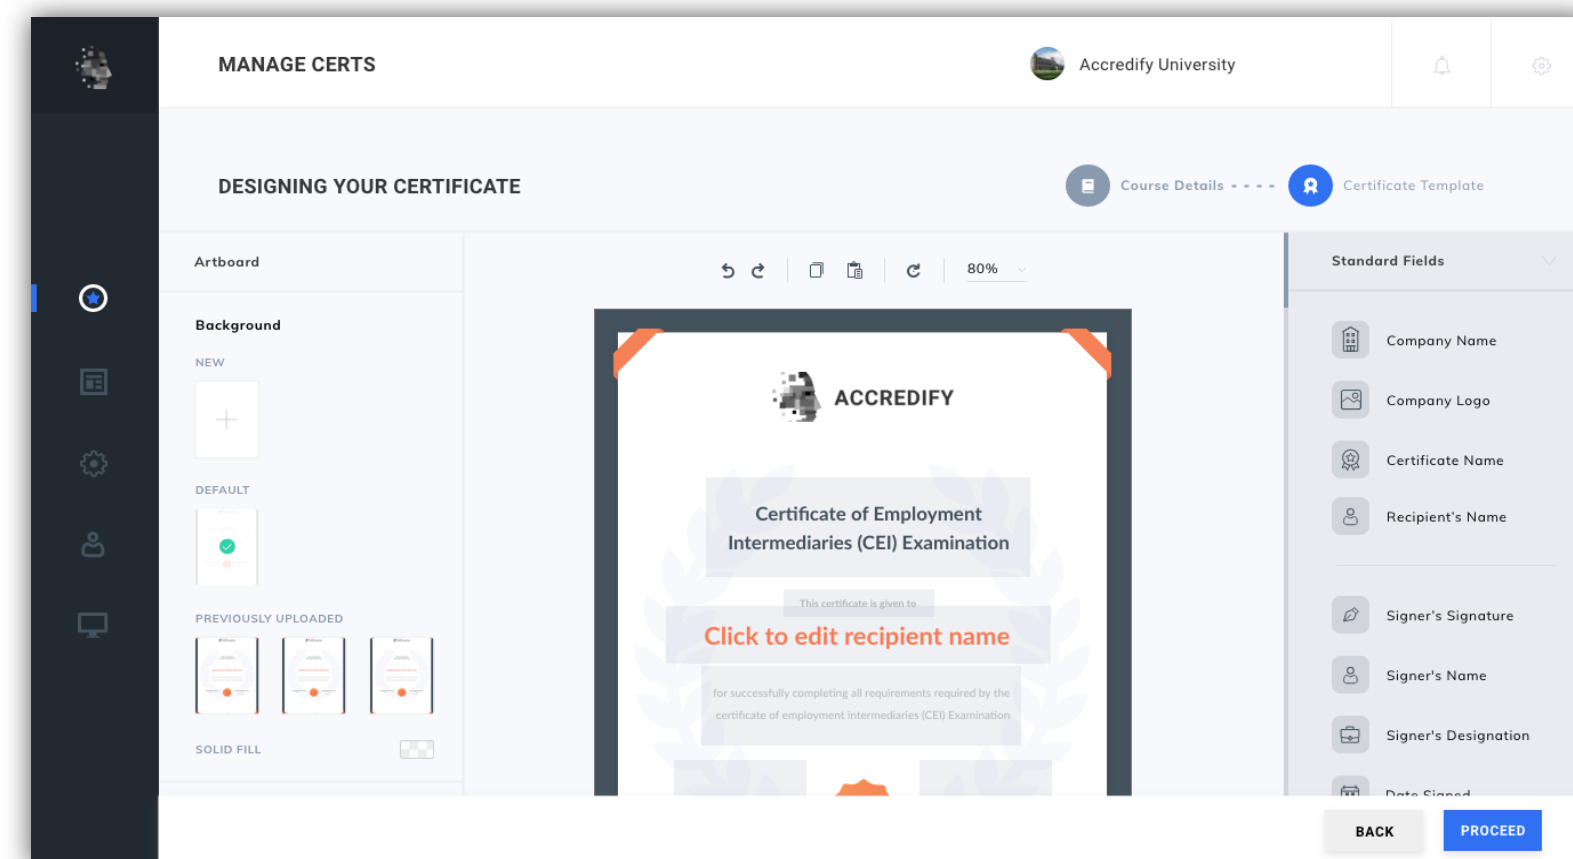 MANAGE CERTS
Accredify University
DESIGNING YOUR CERTIFICATE
Course Details
Certificate Template
Artboard
Background
NEW
DEFAULT
PREVIOUSLY UPLOADED
SOLID FILL
80%
ACCREDIFY
Certificate of Employment
Intermediaries (CEI) Examination
This certificate is given to
Click to edit recipient name
for successfully completing all requirements required by the
certificate of employment intermediaries (CEI) Examination
Standard Fields
Company Name
Company Logo
Certificate Name
Recipient's Name
Signer's Signature
Signer's Name
Signer's Designation
Date Signed
BACK
PROCEED